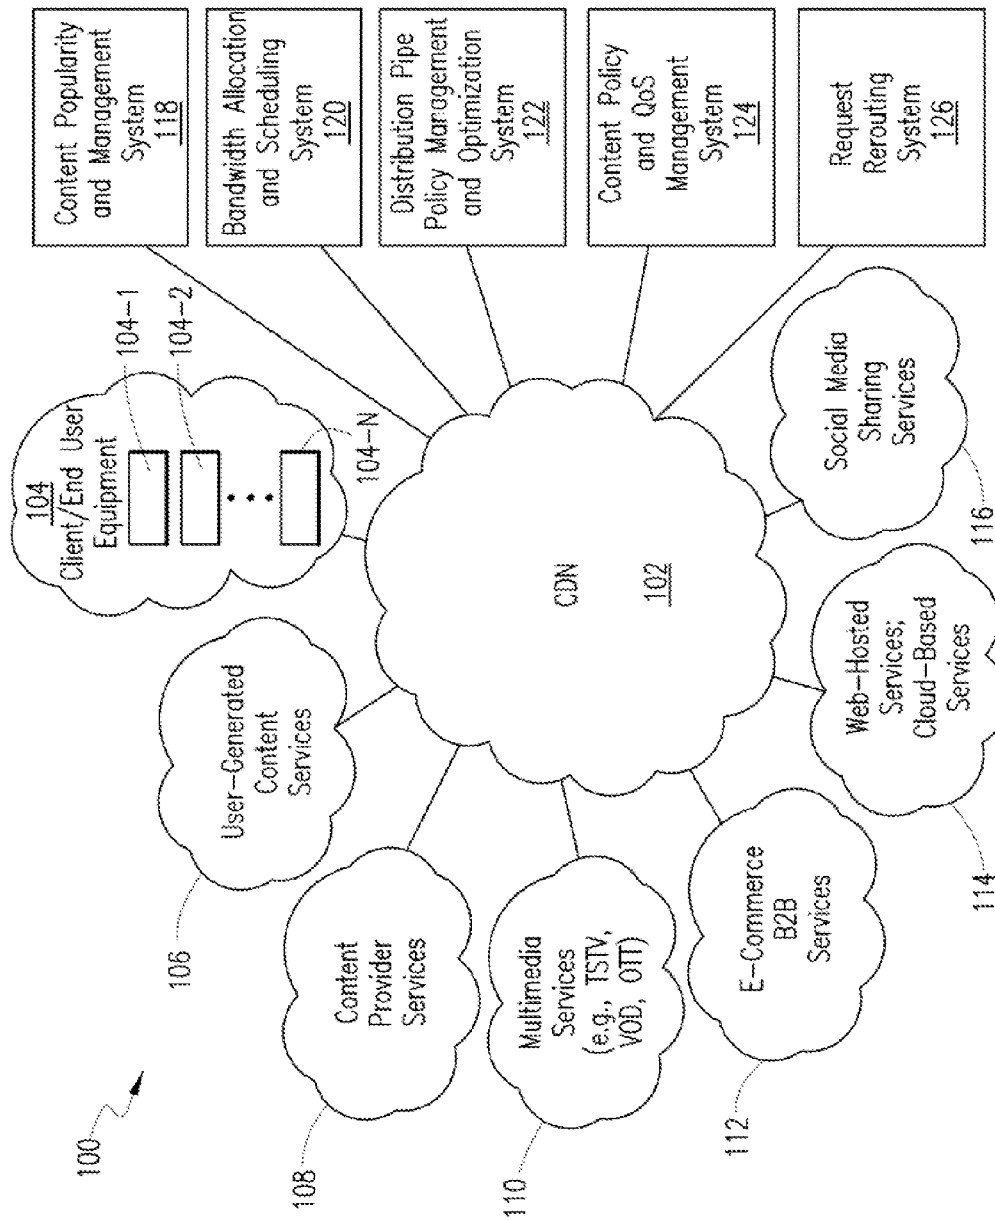 100
104
Client/End User
Equipment
104-1
104-2
104-N
106
User-Generated
Content
Services
108
Content
Provider
Services
110
Multimedia
Services
(e.g., TSTV,
VOD, OTT)
112
E-Commerce
B2B
Services
114
Web-Hosted
Services;
Cloud-Based
Services
116
Social Media
Sharing
Services
CDN
102
Content Popularity
and Management
System
118
Bandwidth Allocation
and Scheduling
System
120
Distribution Pipe
Policy Management
and Optimization
System
122
Content Policy
and QoS
Management
System
124
Request
Rerouting
System
126